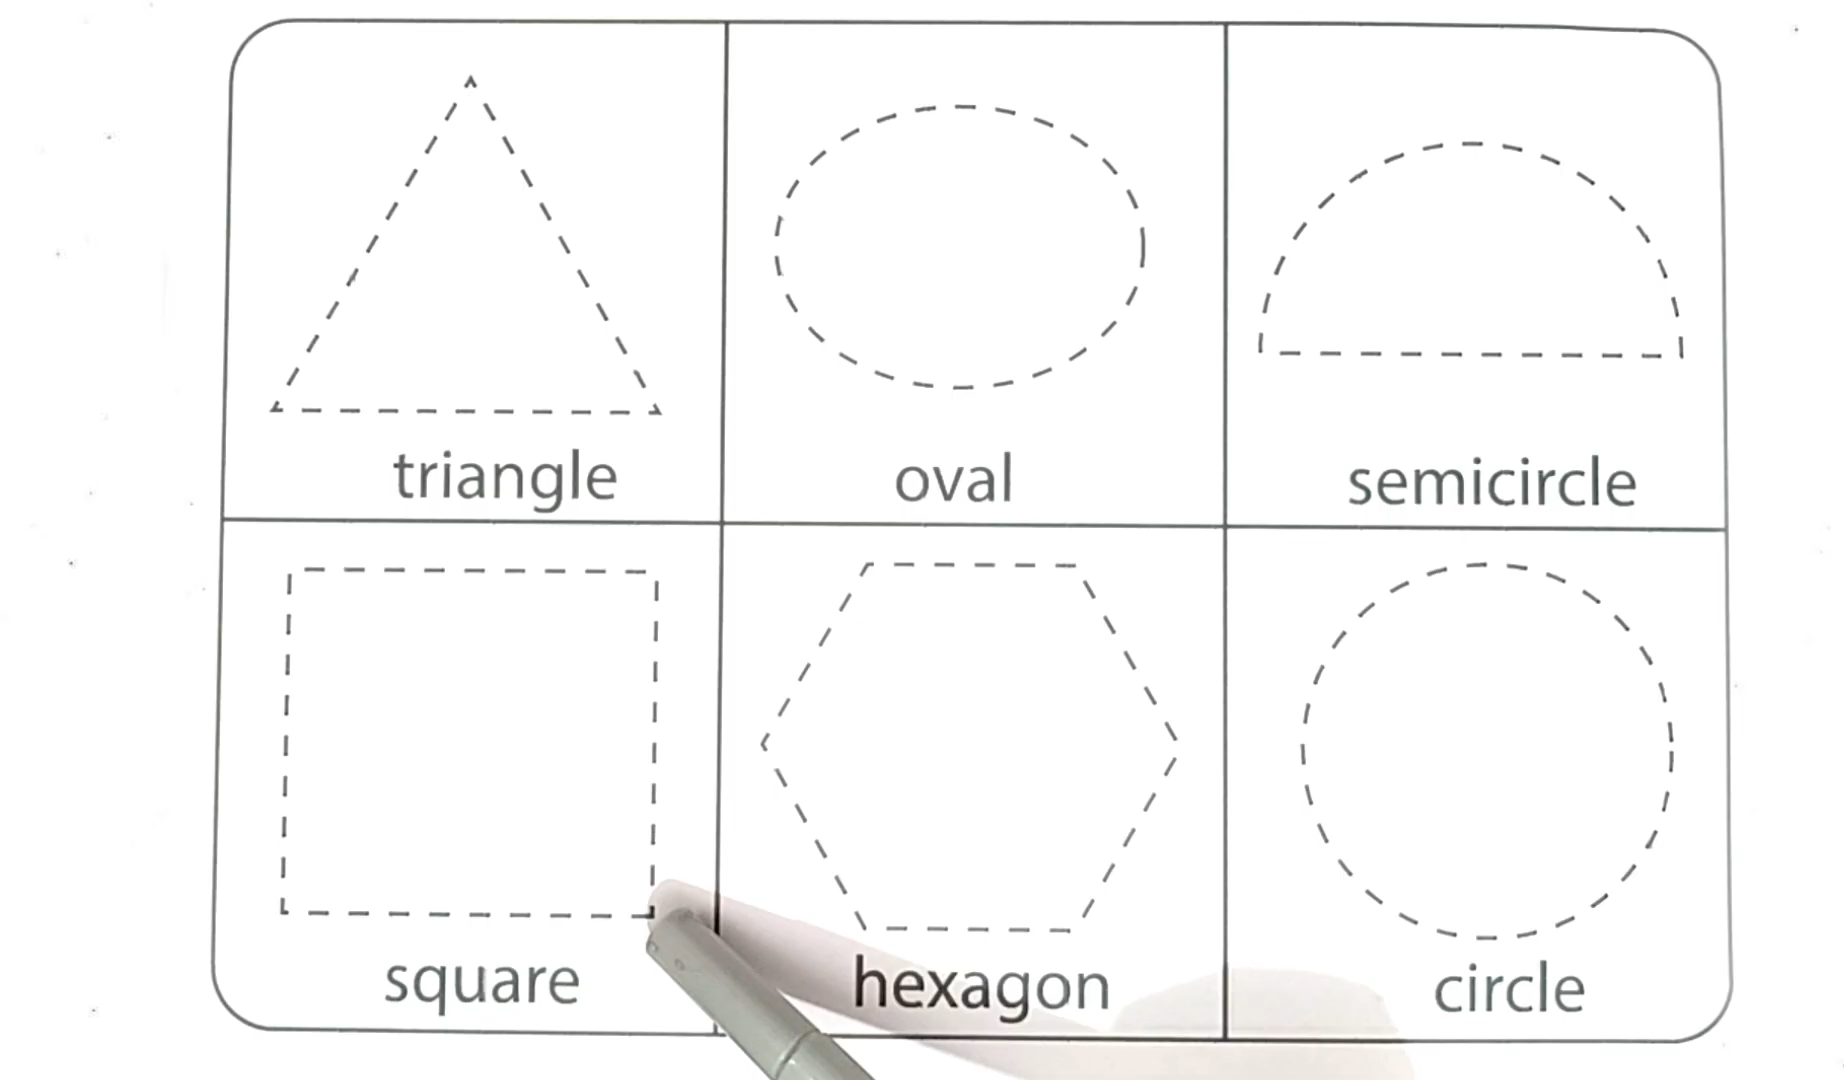 triangle
oval
semicircle
square
hexagon
circle